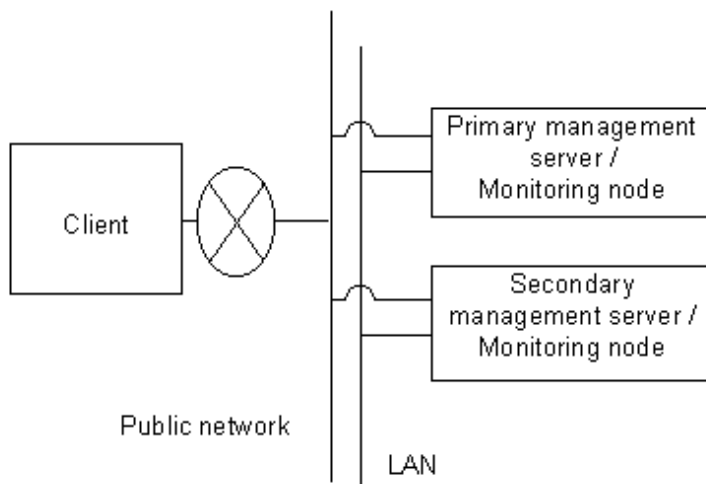 Client
Primary management
server /
Monitoring node
Secondary
management server /
Monitoring node
Public network
LAN